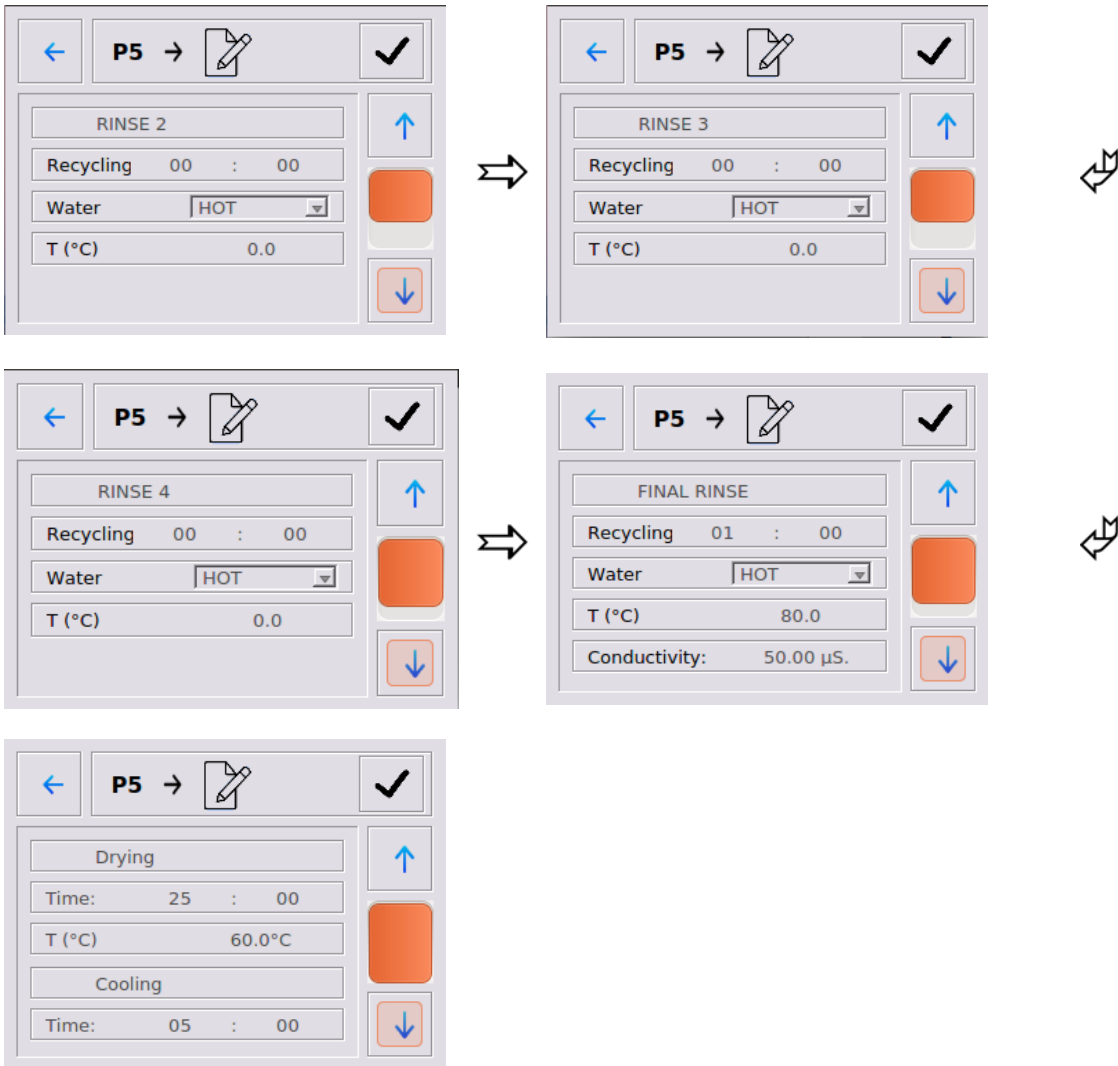 P5 →
RINSE 2
Recycling 00 : 00
Water HOT
T (°C) 0.0
P5 →
RINSE 3
Recycling 00 : 00
Water HOT
T (°C) 0.0
P5 →
RINSE 4
Recycling 00 : 00
Water HOT
T (°C) 0.0
P5 →
FINAL RINSE
Recycling 01 : 00
Water HOT
T (°C) 80.0
Conductivity: 50.00 µS.
P5 →
Drying
Time: 25 : 00
T (°C) 60.0°C
Cooling
Time: 05 : 00